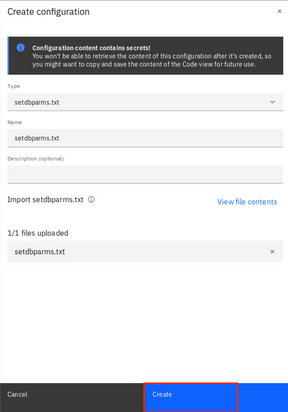 Create configuration
×
Configuration content contains secrets!
You won't be able to retrieve the content of this configuration after it's created, so
you might want to copy and save the content of the Code view for future use.
Type
setdbparms.txt
Name
setdbparms.txt
Description (optional)
Import setdbparms.txt
View file contents
1/1 files uploaded
setdbparms.txt
×
Cancel
Create